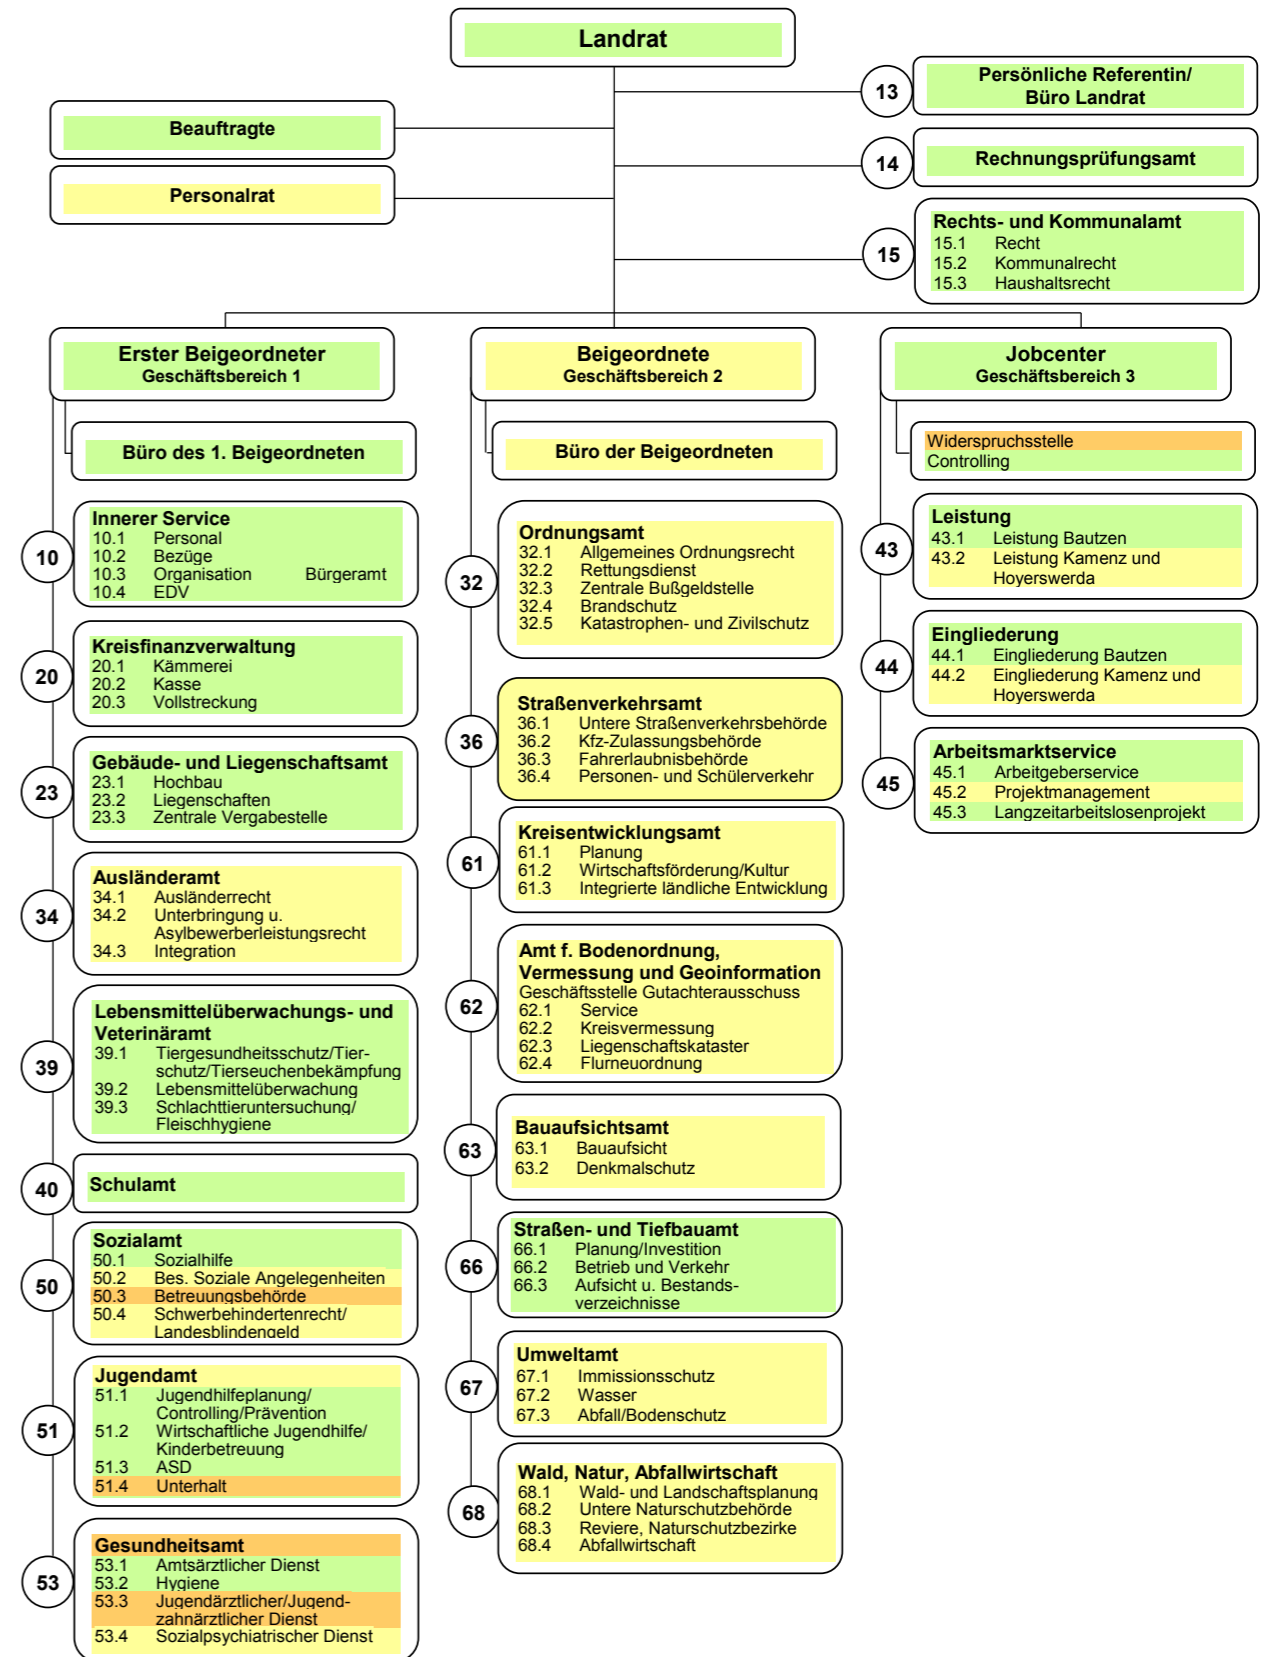 Landrat
13
Persönliche Referentin/
Büro Landrat
Beauftragte
14
Rechnungsprüfungsamt
Personalrat
15
Rechts- und Kommunalamt
15.1 Recht
15.2 Kommunalrecht
15.3 Haushaltsrecht
Erster Beigeordneter
Geschäftsbereich 1
Büro des 1. Beigeordneten
10
Innerer Service
10.1 Personal
10.2 Bezüge
10.3 Organisation Bürgeramt
10.4 EDV
20
Kreisfinanzverwaltung
20.1 Kämmerei
20.2 Kasse
20.3 Vollstreckung
23
Gebäude- und Liegenschaftsamt
23.1 Hochbau
23.2 Liegenschaften
23.3 Zentrale Vergabestelle
34
Ausländeramt
34.1 Ausländerrecht
34.2 Unterbringung u.
Asylbewerberleistungsrecht
34.3 Integration
39
Lebensmittelüberwachungs- und
Veterinäramt
39.1 Tiergesundheitsschutz/Tier-
schutz/Tierseuchenbekämpfung
39.2 Lebensmittelüberwachung
39.3 Schlachttieruntersuchung/
Fleischhygiene
40
Schulamt
50
Sozialamt
50.1 Sozialhilfe
50.2 Bes. Soziale Angelegenheiten
50.3 Betreuungsbehörde
50.4 Schwerbehindertenrecht/
Landesblindengeld
51
Jugendamt
51.1 Jugendhilfeplanung/
Controlling/Prävention
51.2 Wirtschaftliche Jugendhilfe/
Kinderbetreuung
51.3 ASD
51.4 Unterhalt
53
Gesundheitsamt
53.1 Amtsärztlicher Dienst
53.2 Hygiene
53.3 Jugendärztlicher/Jugend-
zahnärztlicher Dienst
53.4 Sozialpsychiatrischer Dienst
Beigeordnete
Geschäftsbereich 2
Büro der Beigeordneten
32
Ordnungsamt
32.1 Allgemeines Ordnungsrecht
32.2 Rettungsdienst
32.3 Zentrale Bußgeldstelle
32.4 Brandschutz
32.5 Katastrophen- und Zivilschutz
36
Straßenverkehrsamt
36.1 Untere Straßenverkehrsbehörde
36.2 Kfz-Zulassungsbehörde
36.3 Fahrerlaubnisbehörde
36.4 Personen- und Schülerverkehr
61
Kreisentwicklungsamt
61.1 Planung
61.2 Wirtschaftsförderung/Kultur
61.3 Integrierte ländliche Entwicklung
62
Amt f. Bodenordnung,
Vermessung und Geoinformation
Geschäftsstelle Gutachterausschuss
62.1 Service
62.2 Kreisvermessung
62.3 Liegenschaftskataster
62.4 Flurneuordnung
63
Bauaufsichtsamt
63.1 Bauaufsicht
63.2 Denkmalschutz
66
Straßen- und Tiefbauamt
66.1 Planung/Investition
66.2 Betrieb und Verkehr
66.3 Aufsicht u. Bestands-
verzeichnisse
67
Umweltamt
67.1 Immissionsschutz
67.2 Wasser
67.3 Abfall/Bodenschutz
68
Wald, Natur, Abfallwirtschaft
68.1 Wald- und Landschaftsplanung
68.2 Untere Naturschutzbehörde
68.3 Reviere, Naturschutzbezirke
68.4 Abfallwirtschaft
Jobcenter
Geschäftsbereich 3
Widerspruchsstelle
Controlling
43
Leistung
43.1 Leistung Bautzen
43.2 Leistung Kamenz und
Hoyerswerda
44
Eingliederung
44.1 Eingliederung Bautzen
44.2 Eingliederung Kamenz und
Hoyerswerda
45
Arbeitsmarktservice
45.1 Arbeitgeberservice
45.2 Projektmanagement
45.3 Langzeitarbeitslosenprojekt